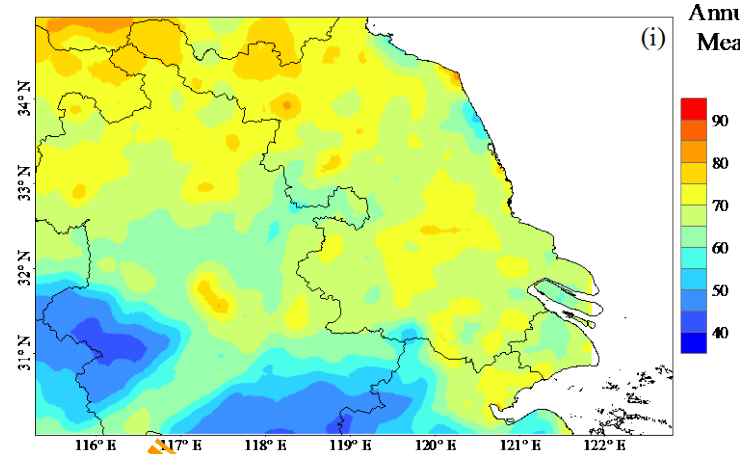 Annu
Mea
(i)
34° N
33° N
32° N
31° N
90
80
70
60
50
40
116° E
117° E
118° E
119° E
120° E
121° E
122° E